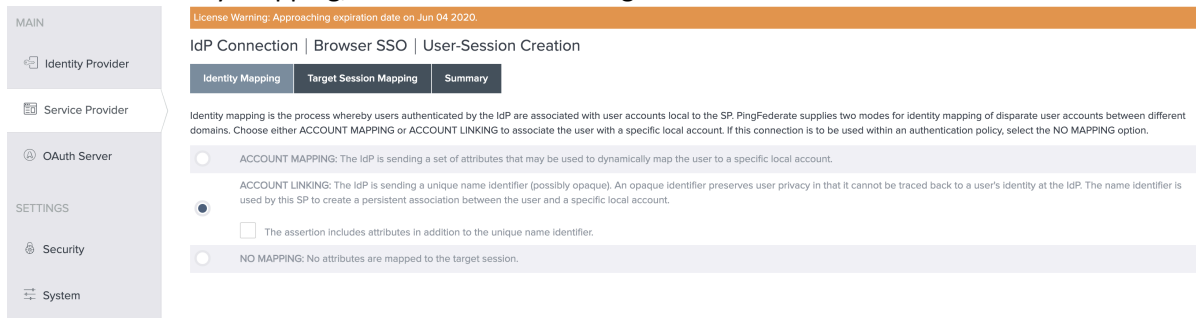 MAIN
Identity Provider
Service Provider
OAuth Server
SETTINGS
Security
System
License Warning: Approaching expiration date on Jun 04 2020.
IdP Connection | Browser SSO | User-Session Creation
Identity Mapping Target Session Mapping Summary
Identity mapping is the process whereby users authenticated by the IdP are associated with user accounts local to the SP. PingFederate supplies two modes for identity mapping of disparate user accounts between different
domains. Choose either ACCOUNT MAPPING or ACCOUNT LINKING to associate the user with a specific local account. If this connection is to be used within an authentication policy, select the NO MAPPING option.
ACCOUNT MAPPING: The IdP is sending a set of attributes that may be used to dynamically map the user to a specific local account.
ACCOUNT LINKING: The IdP is sending a unique name identifier (possibly opaque). An opaque identifier preserves user privacy in that it cannot be traced back to a user's identity at the IdP. The name identifier is
used by this SP to create a persistent association between the user and a specific local account.
The assertion includes attributes in addition to the unique name identifier.
NO MAPPING: No attributes are mapped to the target session.